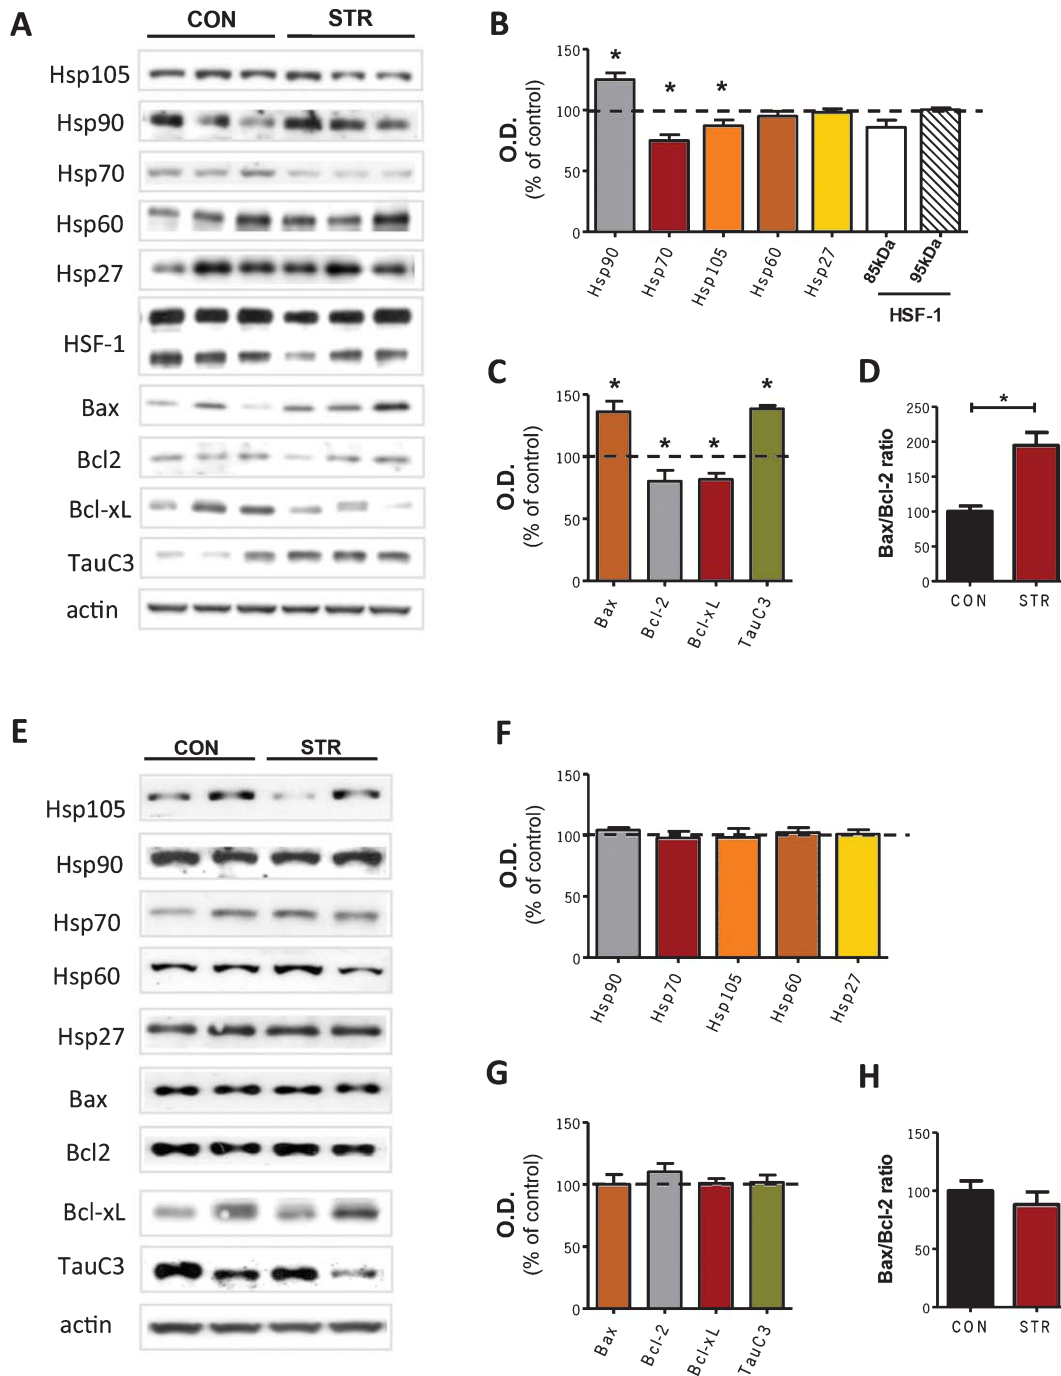 A
CON STR
Hsp105
Hsp90
Hsp70
Hsp60
Hsp27
HSF-1
Bax
Bcl2
Bcl-xL
TauC3
actin
B
O.D.
(% of control)
150
100
50
0
* * *
Hsp90 Hsp70 Hsp105 Hsp60 Hsp27 85kDa 95kDa
HSF-1
C
O.D.
(% of control)
150
100
50
0
* * * *
Bax Bcl-2 Bcl-xL TauC3
D
Bax/Bcl-2 ratio
250
200
150
100
50
0
*
CON STR
E
CON STR
Hsp105
Hsp90
Hsp70
Hsp60
Hsp27
Bax
Bcl2
Bcl-xL
TauC3
actin
F
O.D.
(% of control)
150
100
50
0
Hsp90 Hsp70 Hsp105 Hsp60 Hsp27
G
O.D.
(% of control)
150
100
50
0
Bax Bcl-2 Bcl-xL TauC3
H
Bax/Bcl-2 ratio
150
100
50
0
CON STR